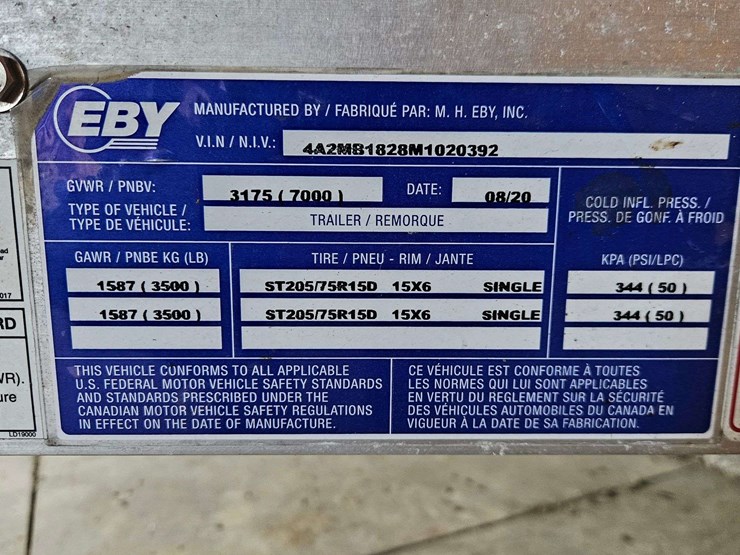 EBY
MANUFACTURED BY / FABRIQUÉ PAR: M. H. EBY, INC.
V.I.N / N.I.V.: 4A2MB1828M1020392
GVWR / PNBV: 3175 ( 7000 ) DATE: 08/20
TYPE OF VEHICLE /
TYPE DE VÉHICULE: TRAILER / REMORQUE
COLD INFL. PRESS. /
PRESS. DE GONF. À FROID
GAWR / PNBE KG (LB) TIRE / PNEU - RIM / JANTE KPA (PSI/LPC)
1587 ( 3500 ) ST205/75R15D 15X6 SINGLE 344 ( 50 )
1587 ( 3500 ) ST205/75R15D 15X6 SINGLE 344 ( 50 )
THIS VEHICLE CONFORMS TO ALL APPLICABLE
U.S. FEDERAL MOTOR VEHICLE SAFETY STANDARDS
AND STANDARDS PRESCRIBED UNDER THE
CANADIAN MOTOR VEHICLE SAFETY REGULATIONS
IN EFFECT ON THE DATE OF MANUFACTURE.
CE VÉHICULE EST CONFORME À TOUTES
LES NORMES QUI LUI SONT APPLICABLES
EN VERTU DU REGLEMENT SUR LA SÉCURITÉ
DES VÉHICULES AUTOMOBILES DU CANADA EN
VIGUEUR À LA DATE DE SA FABRICATION.
017
RD
WR).
ure
LD19000